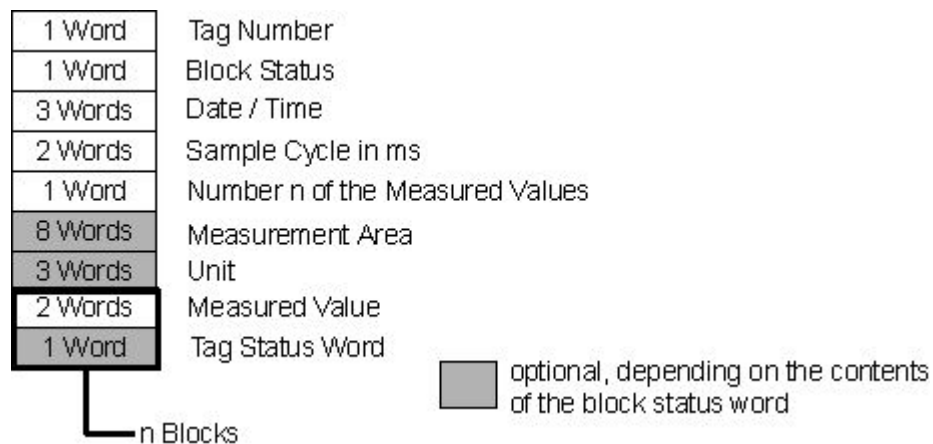 1 Word Tag Number
1 Word Block Status
3 Words Date / Time
2 Words Sample Cycle in ms
1 Word Number n of the Measured Values
8 Words Measurement Area
3 Words Unit
2 Words Measured Value
1 Word Tag Status Word
optional, depending on the contents
of the block status word
n Blocks